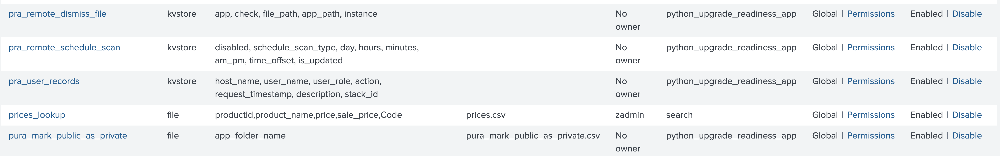 pra_remote_dismiss_file kvstore app, check, file_path, app_path, instance No python_upgrade_readiness_app Global | Permissions Enabled | Disable
owner
pra_remote_schedule_scan kvstore disabled, schedule_scan_type, day, hours, minutes, No python_upgrade_readiness_app Global | Permissions Enabled | Disable
am_pm, time_offset, is_updated owner
pra_user_records kvstore host_name, user_name, user_role, action, No python_upgrade_readiness_app Global | Permissions Enabled | Disable
request_timestamp, description, stack_id owner
prices_lookup file productId,product_name,price,sale_price,Code prices.csv zadmin search Global | Permissions Enabled | Disable
pura_mark_public_as_private file app_folder_name pura_mark_public_as_private.csv No python_upgrade_readiness_app Global | Permissions Enabled | Disable
owner